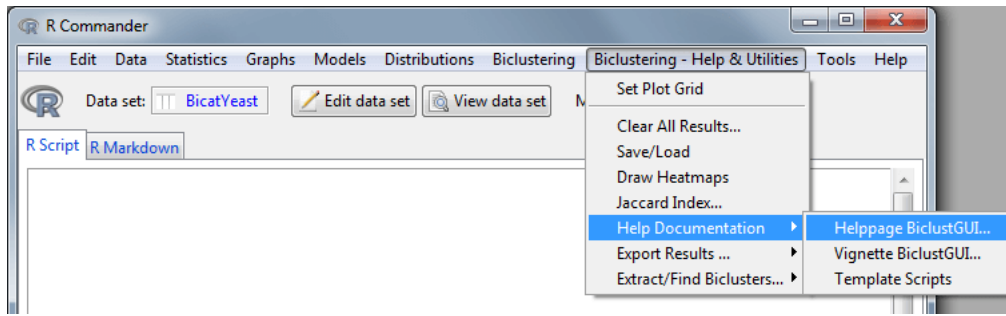 R Commander
File Edit Data Statistics Graphs Models Distributions Biclustering Biclustering - Help & Utilities Tools Help
Data set: BicatYeast Edit data set View data set M
R Script R Markdown
Set Plot Grid
Clear All Results...
Save/Load
Draw Heatmaps
Jaccard Index...
Help Documentation
Export Results ...
Extract/Find Biclusters...
Helppage BiclustGUI...
Vignette BiclustGUI...
Template Scripts